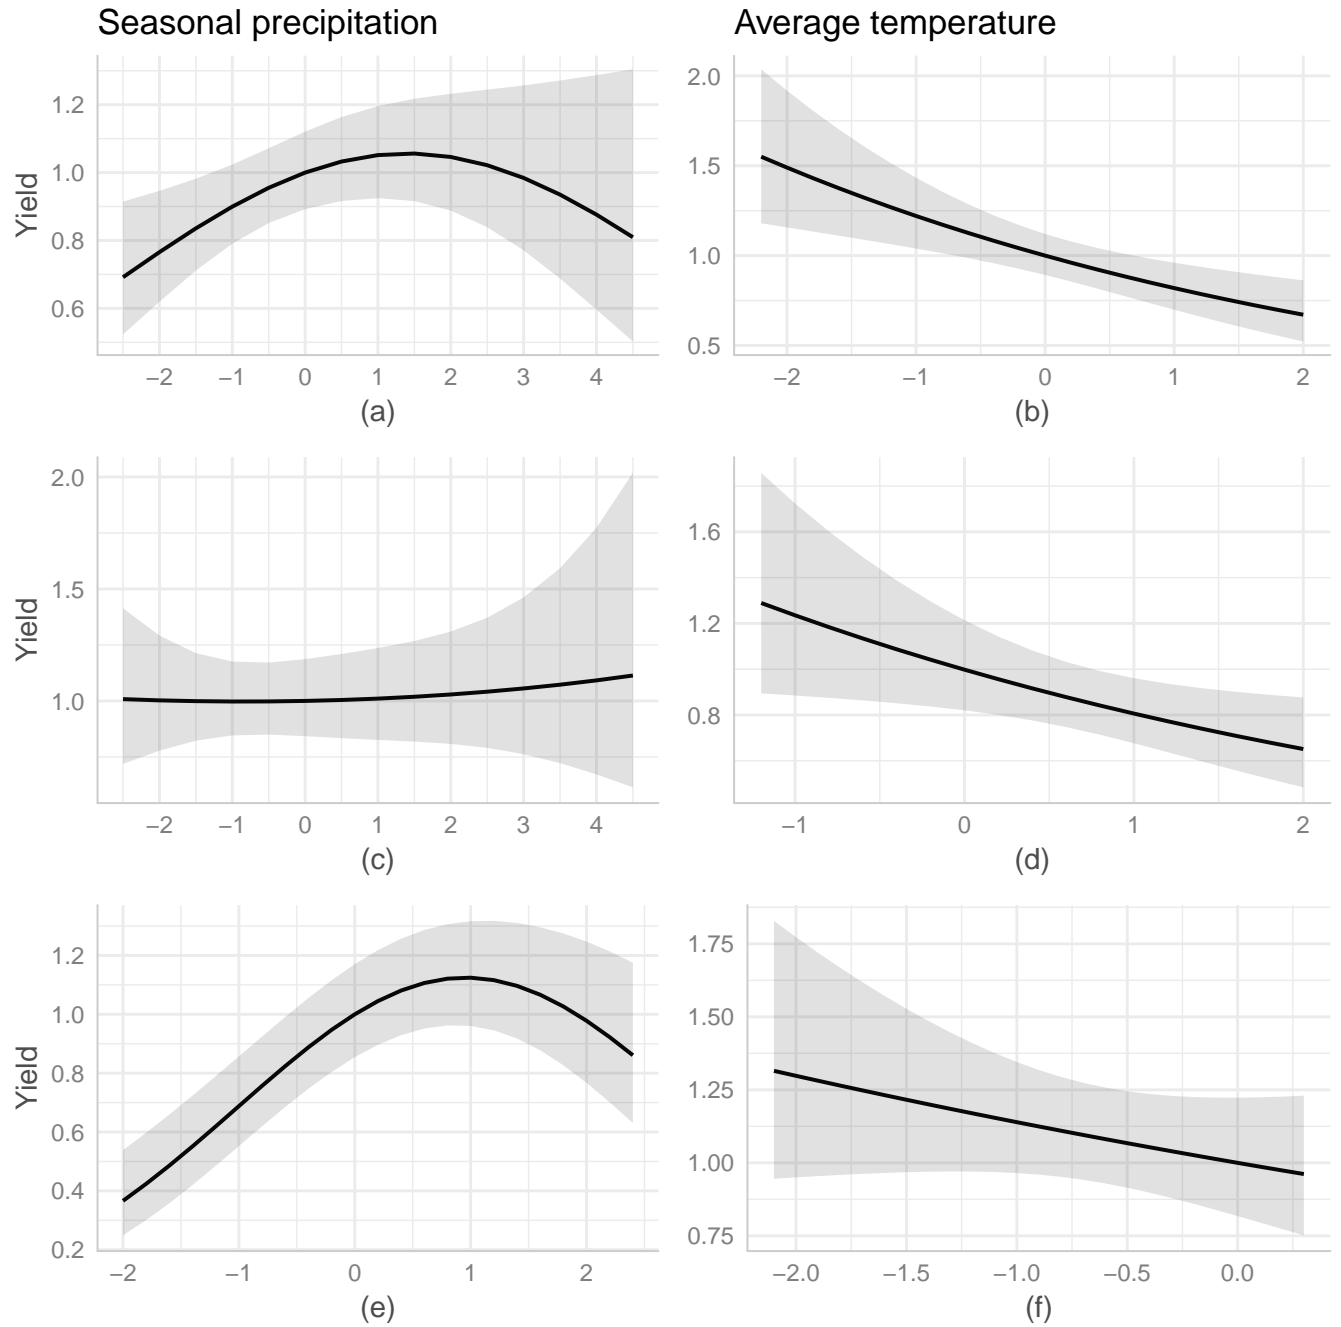 Seasonal precipitation
Average temperature
Yield
1.2
1.0
0.8
0.6
−2 −1 0 1 2 3 4
(a)
2.0
1.5
1.0
0.5
−2 −1 0 1 2
(b)
Yield
2.0
1.5
1.0
−2 −1 0 1 2 3 4
(c)
1.6
1.2
0.8
−1 0 1 2
(d)
Yield
1.2
1.0
0.8
0.6
0.4
0.2
−2 −1 0 1 2
(e)
1.75
1.50
1.25
1.00
0.75
−2.0 −1.5 −1.0 −0.5 0.0
(f)